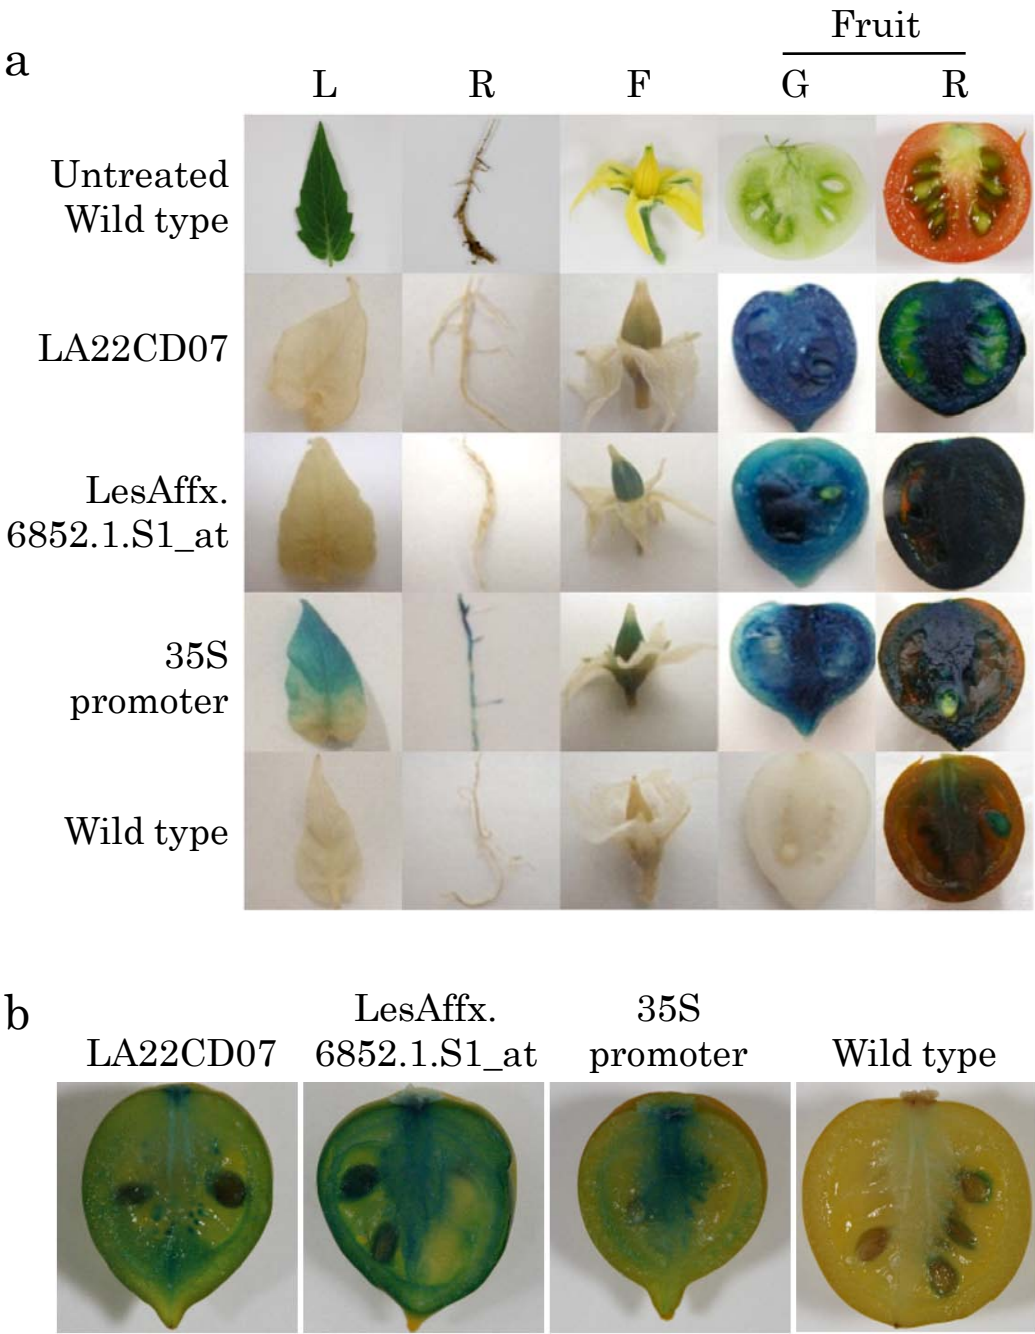 a
Fruit
L R F G R
Untreated
Wild type
LA22CD07
LesAffx.
6852.1.S1_at
35S
promoter
Wild type
b
LA22CD07
LesAffx.
6852.1.S1_at
35S
promoter
Wild type